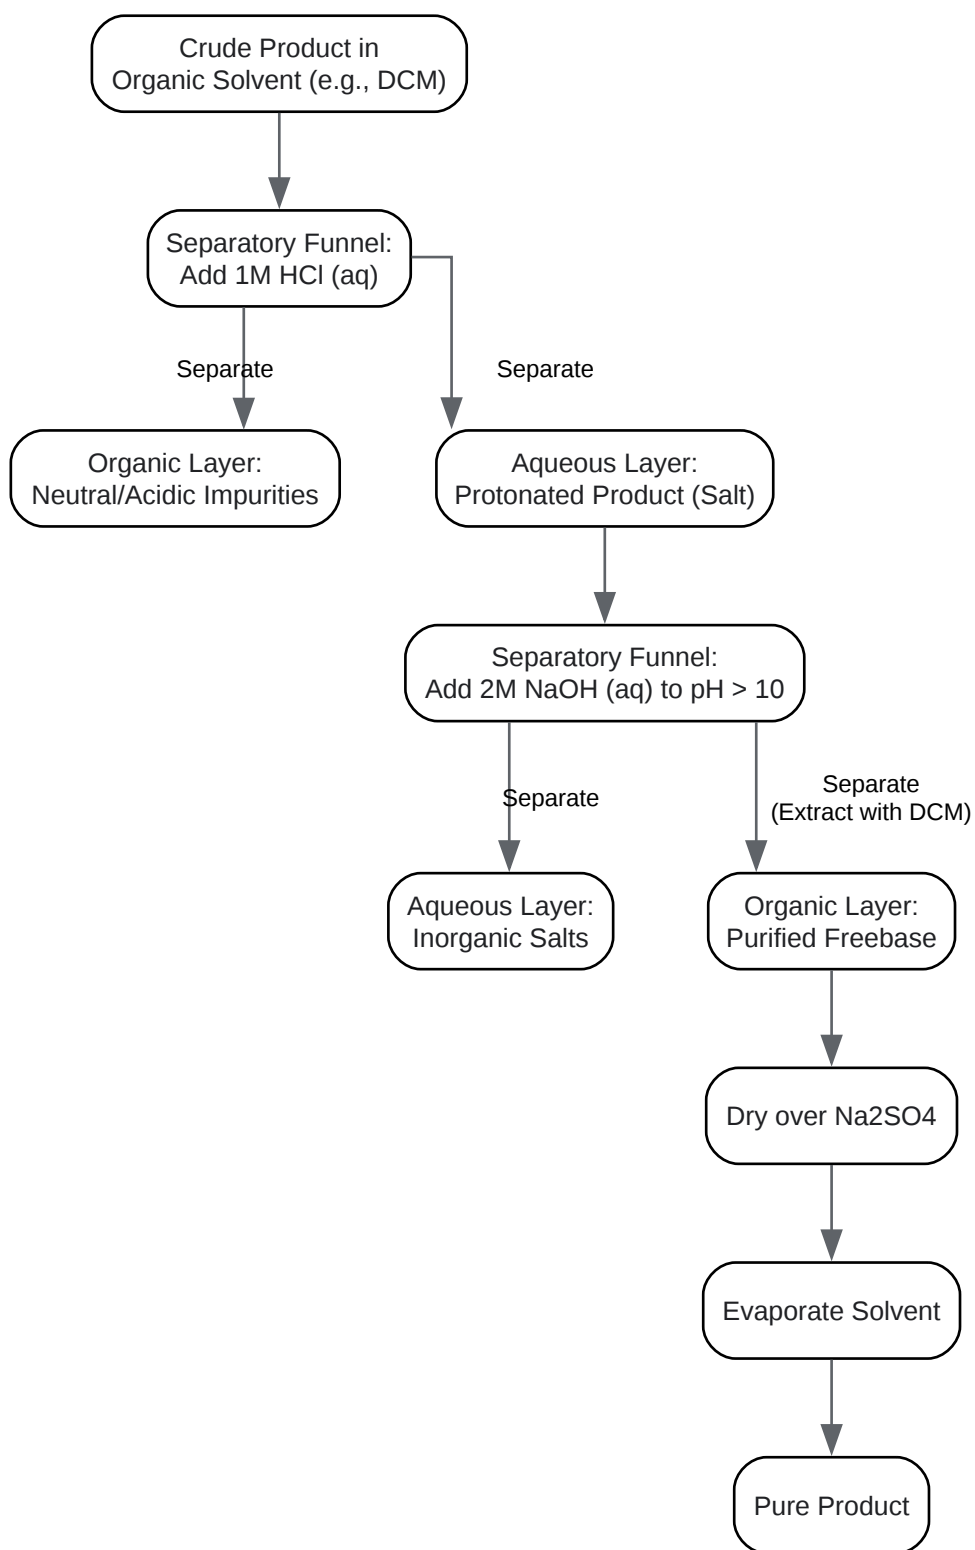 Crude Product in
Organic Solvent (e.g., DCM)
Separatory Funnel:
Add 1M HCl (aq)
Separate
Separate
Organic Layer:
Neutral/Acidic Impurities
Aqueous Layer:
Protonated Product (Salt)
Separatory Funnel:
Add 2M NaOH (aq) to pH > 10
Separate
Separate
(Extract with DCM)
Aqueous Layer:
Inorganic Salts
Organic Layer:
Purified Freebase
Dry over Na2SO4
Evaporate Solvent
Pure Product